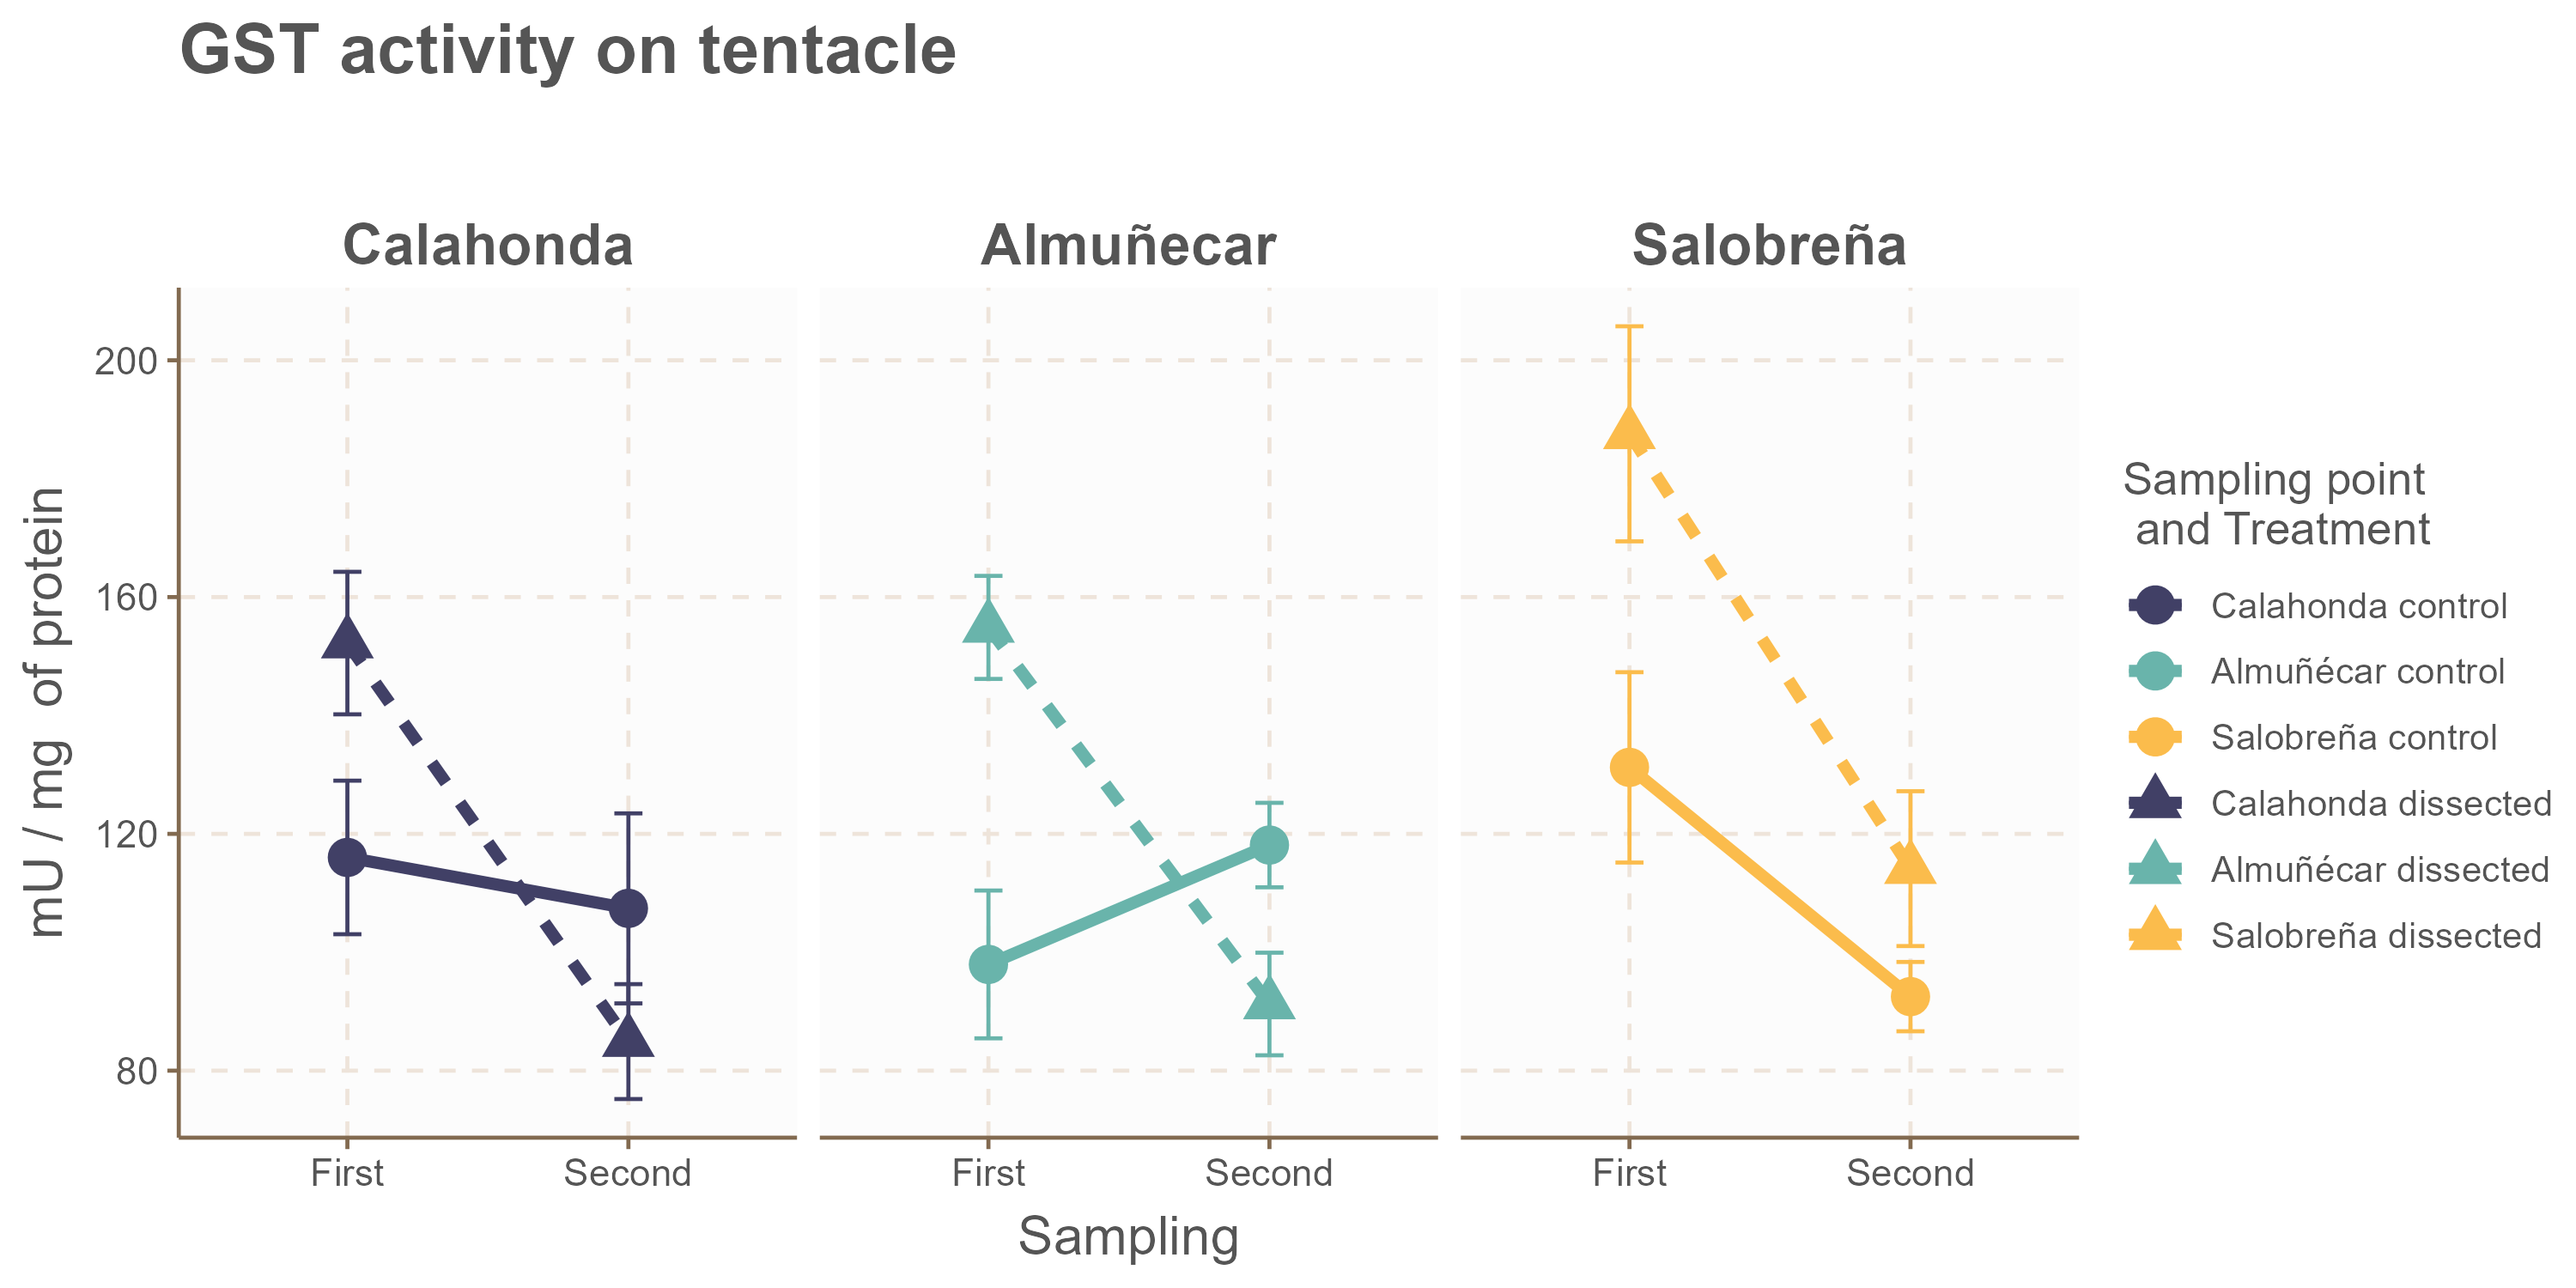 GST activity on tentacle
Calahonda
Almuñecar
Salobreña
mU / mg  of protein
200
160
120
80
First
Second
First
Second
First
Second
Sampling
Sampling point
and Treatment
Calahonda control
Almuñécar control
Salobreña control
Calahonda dissected
Almuñécar dissected
Salobreña dissected